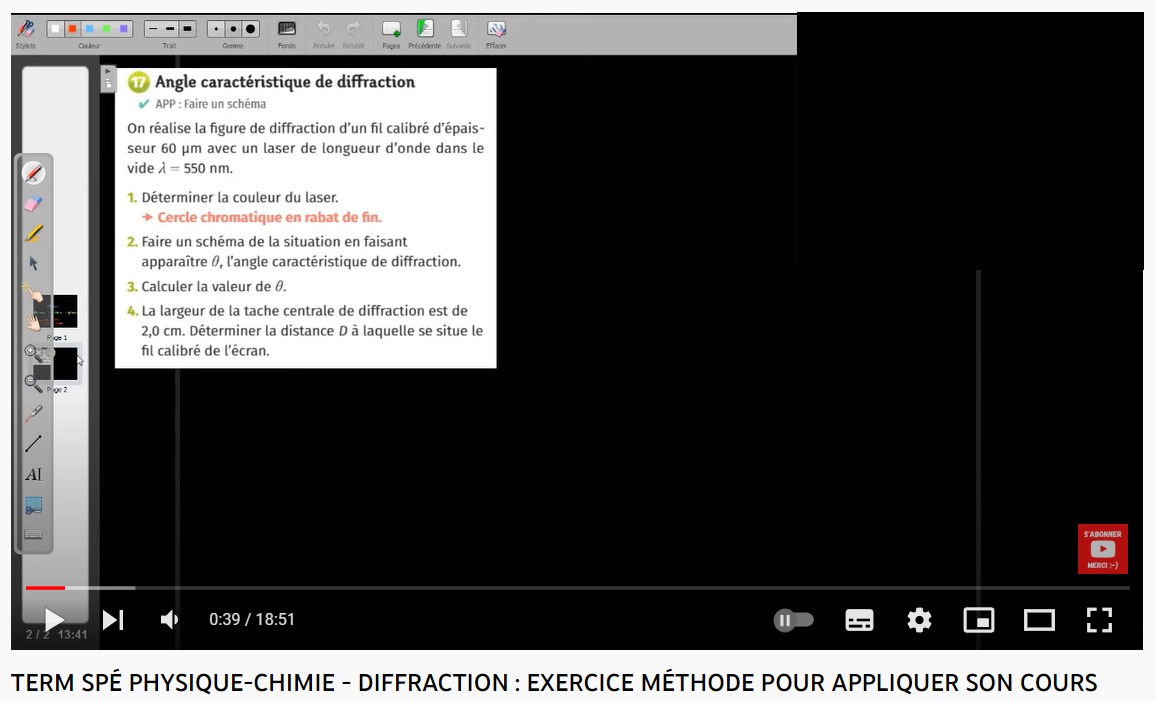 Stylets Couleur Trait Gomme Fonds Annuler Rétablir Pages Précédente Suivante Effacer
17 Angle caractéristique de diffraction
✔ APP : Faire un schéma
On réalise la figure de diffraction d'un fil calibré d'épais-
seur 60 µm avec un laser de longueur d'onde dans le
vide λ = 550 nm.
1. Déterminer la couleur du laser.
➔ Cercle chromatique en rabat de fin.
2. Faire un schéma de la situation en faisant
apparaître θ, l'angle caractéristique de diffraction.
3. Calculer la valeur de θ.
4. La largeur de la tache centrale de diffraction est de
2,0 cm. Déterminer la distance D à laquelle se situe le
fil calibré de l'écran.
Page 1
Page 2
AI
S'ABONNER
MERCI ;-)
0:39 / 18:51
2 / 2 13:41
TERM SPÉ PHYSIQUE-CHIMIE - DIFFRACTION : EXERCICE MÉTHODE POUR APPLIQUER SON COURS